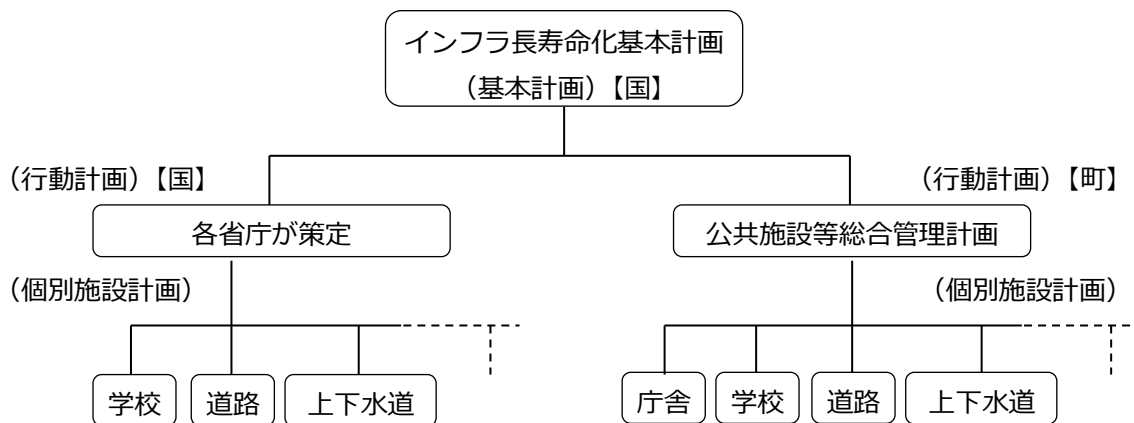 インフラ長寿命化基本計画
（基本計画）【国】
（行動計画）【国】
（行動計画）【町】
各省庁が策定
公共施設等総合管理計画
（個別施設計画）
（個別施設計画）
学校
道路
上下水道
庁舎
学校
道路
上下水道